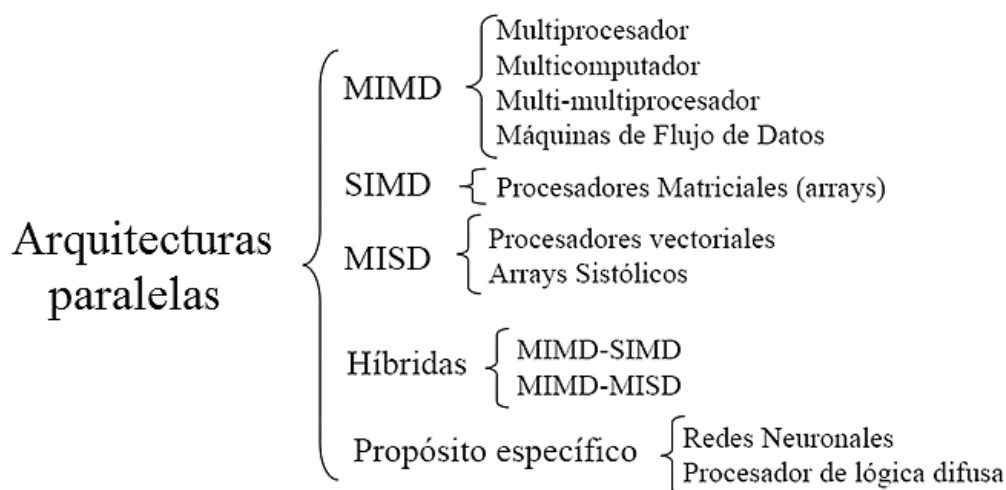 Arquitecturas
paralelas
MIMD
Multiprocesador
Multicomputador
Multi-multiprocesador
Máquinas de Flujo de Datos
SIMD
Procesadores Matriciales (arrays)
MISD
Procesadores vectoriales
Arrays Sistólicos
Híbridas
MIMD-SIMD
MIMD-MISD
Propósito específico
Redes Neuronales
Procesador de lógica difusa